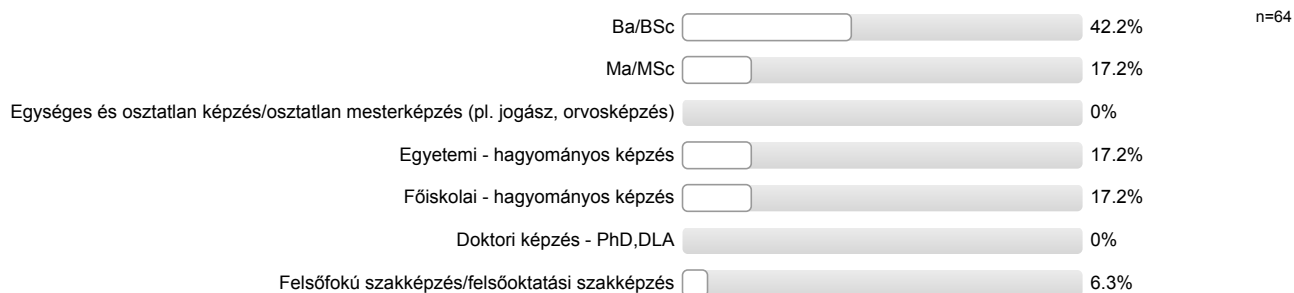 Ba/BSc 42.2% n=64
Ma/MSc 17.2%
Egységes és osztatlan képzés/osztatlan mesterképzés (pl. jogász, orvosképzés) 0%
Egyetemi - hagyományos képzés 17.2%
Főiskolai - hagyományos képzés 17.2%
Doktori képzés - PhD,DLA 0%
Felsőfokú szakképzés/felsőoktatási szakképzés 6.3%